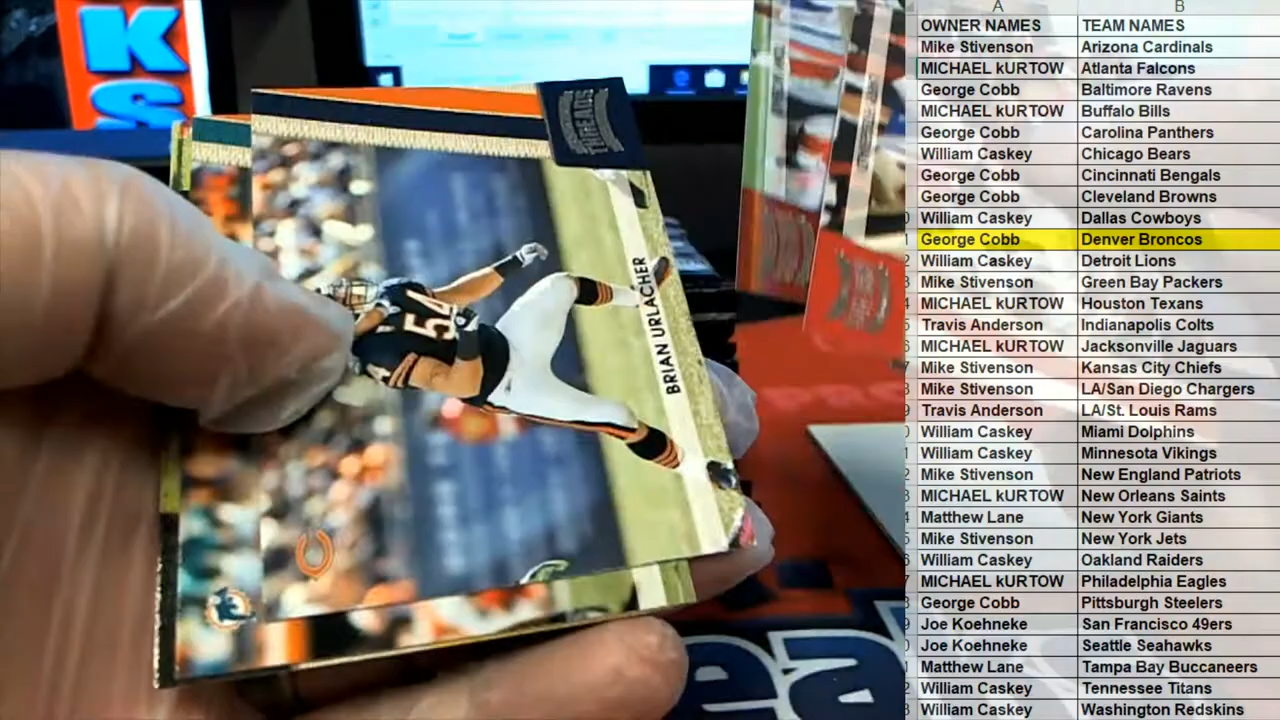 K
S
THREADS
54
BRIAN URLACHER
ea
A B
OWNER NAMES TEAM NAMES
Mike Stivenson Arizona Cardinals
MICHAEL kURTOW Atlanta Falcons
George Cobb Baltimore Ravens
MICHAEL kURTOW Buffalo Bills
George Cobb Carolina Panthers
William Caskey Chicago Bears
George Cobb Cincinnati Bengals
George Cobb Cleveland Browns
William Caskey Dallas Cowboys
George Cobb Denver Broncos
William Caskey Detroit Lions
Mike Stivenson Green Bay Packers
MICHAEL kURTOW Houston Texans
Travis Anderson Indianapolis Colts
MICHAEL kURTOW Jacksonville Jaguars
Mike Stivenson Kansas City Chiefs
Mike Stivenson LA/San Diego Chargers
Travis Anderson LA/St. Louis Rams
William Caskey Miami Dolphins
William Caskey Minnesota Vikings
Mike Stivenson New England Patriots
MICHAEL kURTOW New Orleans Saints
Matthew Lane New York Giants
Mike Stivenson New York Jets
William Caskey Oakland Raiders
MICHAEL kURTOW Philadelphia Eagles
George Cobb Pittsburgh Steelers
Joe Koehneke San Francisco 49ers
Joe Koehneke Seattle Seahawks
Matthew Lane Tampa Bay Buccaneers
William Caskey Tennessee Titans
William Caskey Washington Redskins